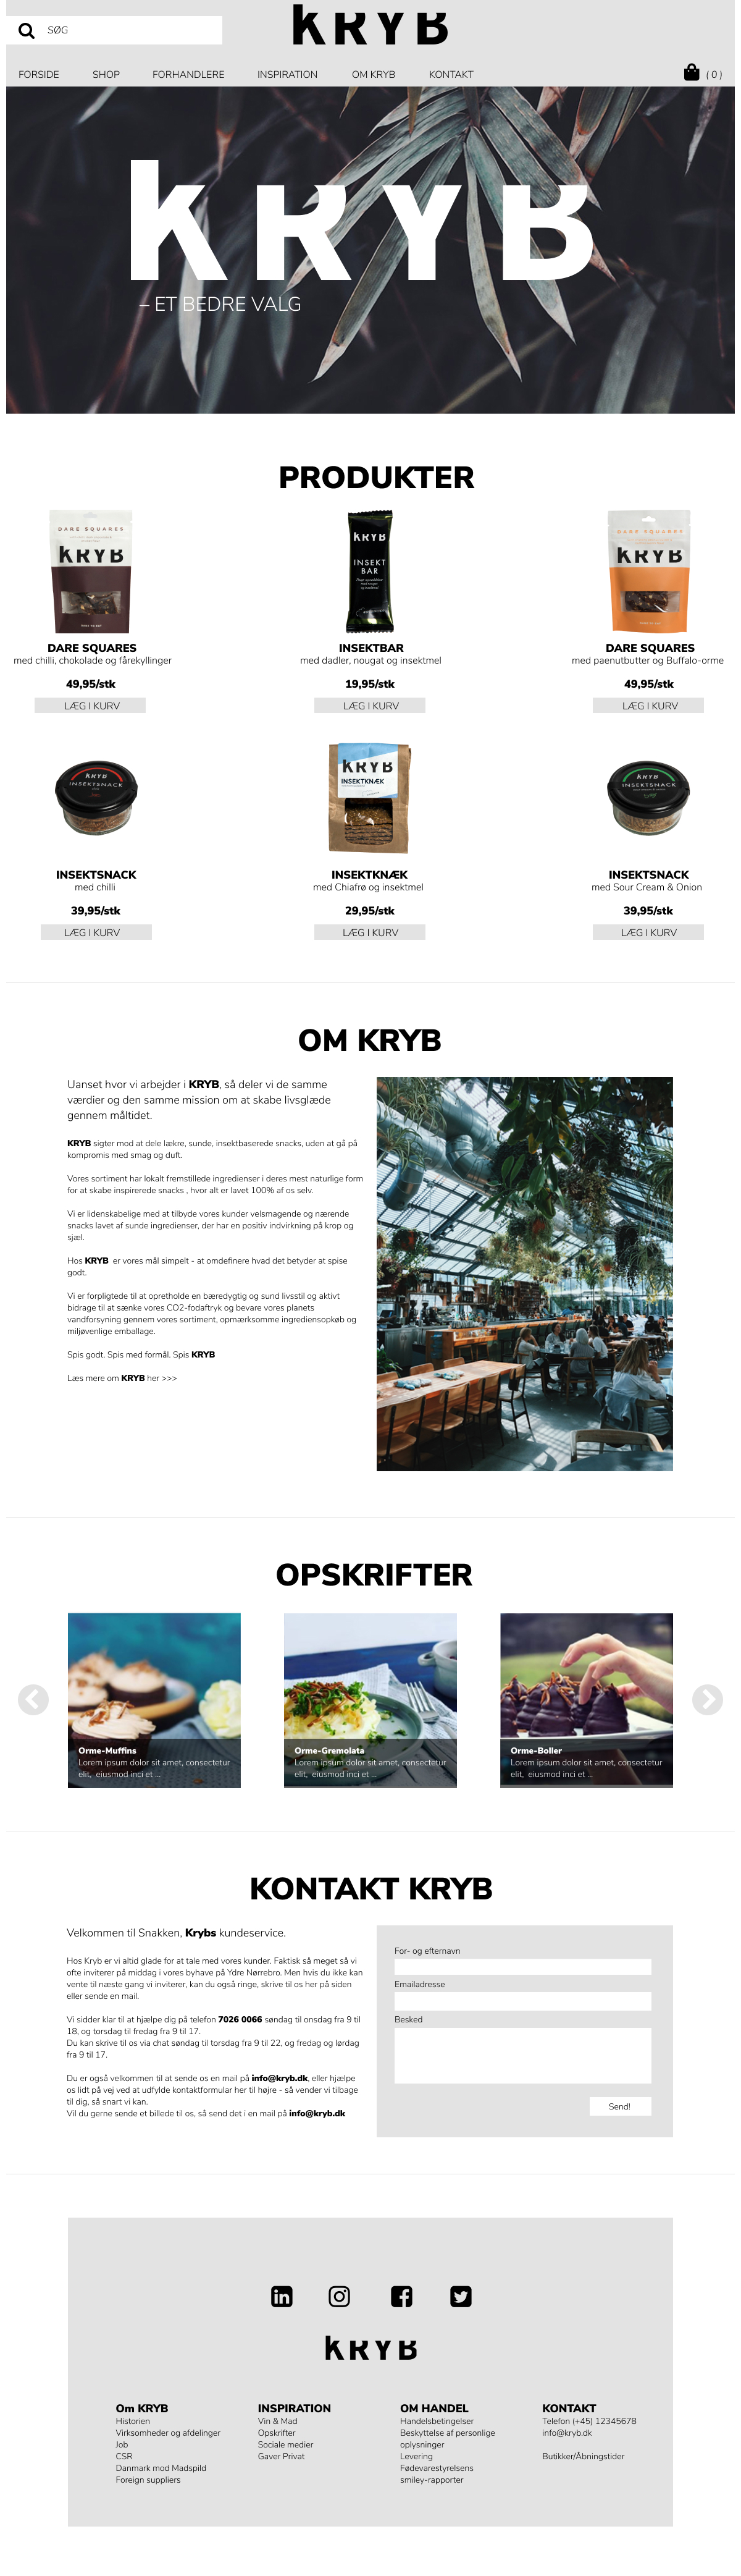 KRYB
SØG
FORSIDE SHOP FORHANDLERE INSPIRATION OM KRYB KONTAKT ( 0 )
KRYB
– ET BEDRE VALG
PRODUKTER
DARE SQUARES
KRYB
KRYB
INSEKT
BAR
DARE SQUARES
KRYB
DARE SQUARES
med chilli, chokolade og fårekyllinger
49,95/stk
LÆG I KURV
INSEKTBAR
med dadler, nougat og insektmel
19,95/stk
LÆG I KURV
DARE SQUARES
med paenutbutter og Buffalo-orme
49,95/stk
LÆG I KURV
KRYB
INSEKTSNACK
KRYB
INSEKTKNÆK
KRYB
INSEKTSNACK
INSEKTSNACK
med chilli
39,95/stk
LÆG I KURV
INSEKTKNÆK
med Chiafrø og insektmel
29,95/stk
LÆG I KURV
INSEKTSNACK
med Sour Cream & Onion
39,95/stk
LÆG I KURV
OM KRYB
Uanset hvor vi arbejder i KRYB, så deler vi de samme
værdier og den samme mission om at skabe livsglæde
gennem måltidet.
KRYB sigter mod at dele lækre, sunde, insektbaserede snacks, uden at gå på
kompromis med smag og duft.
Vores sortiment har lokalt fremstillede ingredienser i deres mest naturlige form
for at skabe inspirerede snacks , hvor alt er lavet 100% af os selv.
Vi er lidenskabelige med at tilbyde vores kunder velsmagende og nærende
snacks lavet af sunde ingredienser, der har en positiv indvirkning på krop og
sjæl.
Hos KRYB er vores mål simpelt - at omdefinere hvad det betyder at spise
godt.
Vi er forpligtede til at opretholde en bæredygtig og sund livsstil og aktivt
bidrage til at sænke vores CO2-fodaftryk og bevare vores planets
vandforsyning gennem vores sortiment, opmærksomme ingrediensopkøb og
miljøvenlige emballage.
Spis godt. Spis med formål. Spis KRYB
Læs mere om KRYB her >>>
OPSKRIFTER
Orme-Muffins
Lorem ipsum dolor sit amet, consectetur
elit, eiusmod inci et ...
Orme-Gremolata
Lorem ipsum dolor sit amet, consectetur
elit, eiusmod inci et ...
Orme-Boller
Lorem ipsum dolor sit amet, consectetur
elit, eiusmod inci et ...
KONTAKT KRYB
Velkommen til Snakken, Krybs kundeservice.
Hos Kryb er vi altid glade for at tale med vores kunder. Faktisk så meget så vi
ofte inviterer på middag i vores byhave på Ydre Nørrebro. Men hvis du ikke kan
vente til næste gang vi inviterer, kan du også ringe, skrive til os her på siden
eller sende en mail.
Vi sidder klar til at hjælpe dig på telefon 7026 0066 søndag til onsdag fra 9 til
18, og torsdag til fredag fra 9 til 17.
Du kan skrive til os via chat søndag til torsdag fra 9 til 22, og fredag og lørdag
fra 9 til 17.
Du er også velkommen til at sende os en mail på info@kryb.dk, eller hjælpe
os lidt på vej ved at udfylde kontaktformular her til højre - så vender vi tilbage
til dig, så snart vi kan.
Vil du gerne sende et billede til os, så send det i en mail på info@kryb.dk
For- og efternavn
Emailadresse
Besked
Send!
KRYB
Om KRYB
Historien
Virksomheder og afdelinger
Job
CSR
Danmark mod Madspild
Foreign suppliers
INSPIRATION
Vin & Mad
Opskrifter
Sociale medier
Gaver Privat
OM HANDEL
Handelsbetingelser
Beskyttelse af personlige
oplysninger
Levering
Fødevarestyrelsens
smiley-rapporter
KONTAKT
Telefon (+45) 12345678
info@kryb.dk
Butikker/Åbningstider